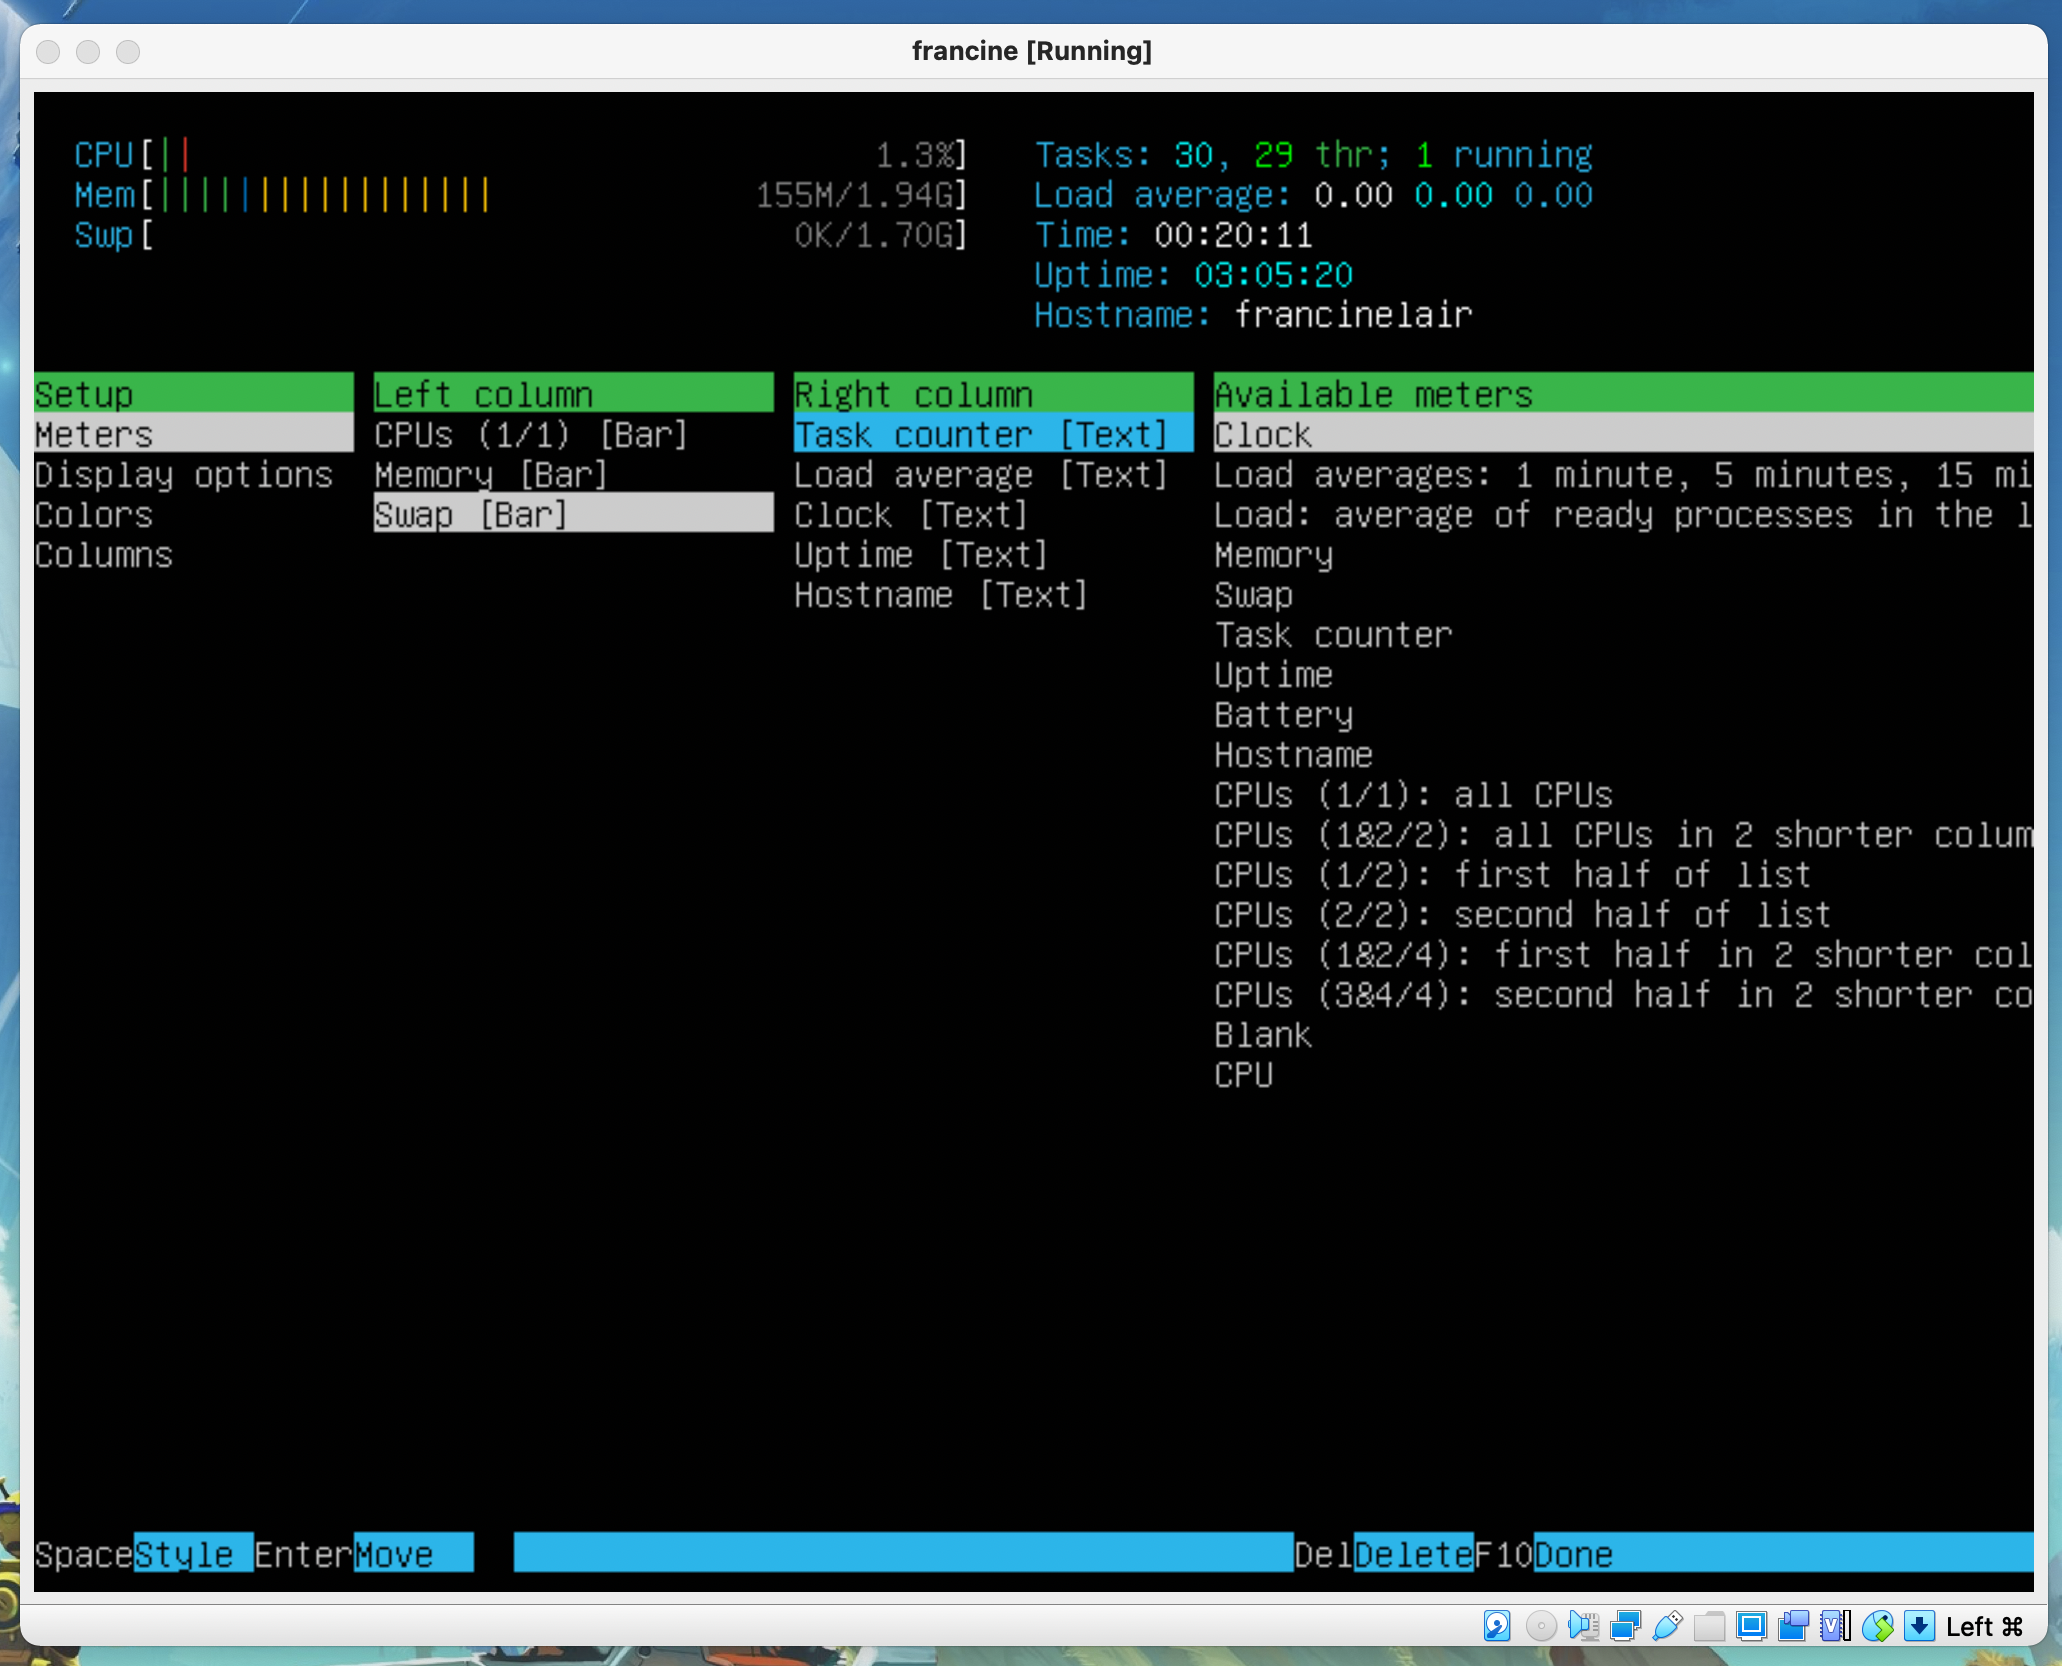 francine [Running]
CPU[|| 1.3%]
Mem[||||||||||||||||| 155M/1.94G]
Swp[ 0K/1.70G]
Tasks: 30, 29 thr; 1 running
Load average: 0.00 0.00 0.00
Time: 00:20:11
Uptime: 03:05:20
Hostname: francinelair
Setup
Meters
Display options
Colors
Columns
Left column
CPUs (1/1) [Bar]
Memory [Bar]
Swap [Bar]
Right column
Task counter [Text]
Load average [Text]
Clock [Text]
Uptime [Text]
Hostname [Text]
Available meters
Clock
Load averages: 1 minute, 5 minutes, 15 mi
Load: average of ready processes in the l
Memory
Swap
Task counter
Uptime
Battery
Hostname
CPUs (1/1): all CPUs
CPUs (1&2/2): all CPUs in 2 shorter colum
CPUs (1/2): first half of list
CPUs (2/2): second half of list
CPUs (1&2/4): first half in 2 shorter col
CPUs (3&4/4): second half in 2 shorter co
Blank
CPU
SpaceStyle EnterMove DelDeleteF10Done
Left ⌘